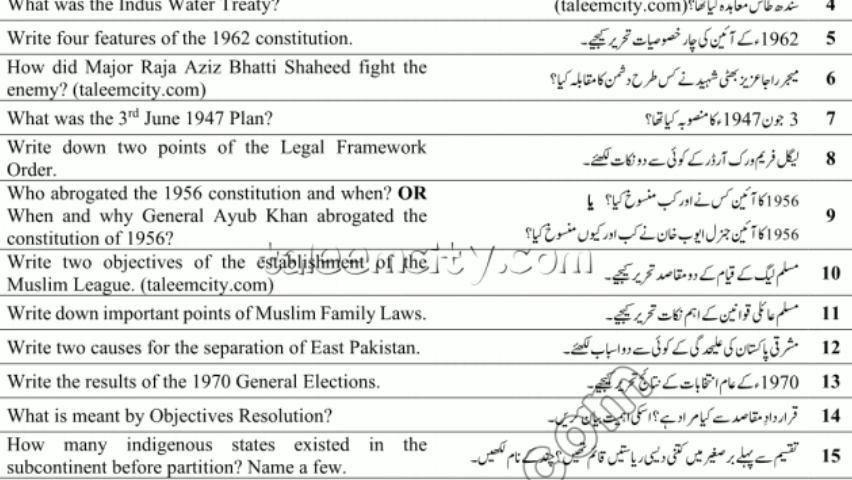 What was the Indus Water Treaty? سندھ طاس معاہدہ کیا تھا؟(taleemcity.com) 4
Write four features of the 1962 constitution. 1962ء کے آئین کی چار خصوصیات تحریر کیجیے۔ 5
How did Major Raja Aziz Bhatti Shaheed fight the
enemy? (taleemcity.com) میجر راجا عزیز بھٹی شہید نے کس طرح دشمن کا مقابلہ کیا؟ 6
What was the 3rd June 1947 Plan? 3 جون 1947ء کا منصوبہ کیا تھا؟ 7
Write down two points of the Legal Framework
Order. لیگل فریم ورک آرڈر کے کوئی سے دو نکات لکھئے۔ 8
Who abrogated the 1956 constitution and when? OR 1956 کا آئین کس نے اور کب منسوخ کیا؟ یا
When and why General Ayub Khan abrogated the 9
constitution of 1956? 1956 کا آئین جنرل ایوب خان نے کب اور کیوں منسوخ کیا؟
taleemcity.com
Write two objectives of the establishment of the
Muslim League. (taleemcity.com) مسلم لیگ کے قیام کے دو مقاصد تحریر کیجیے۔ 10
Write down important points of Muslim Family Laws. مسلم عائلی قوانین کے اہم نکات تحریر کیجیے۔ 11
Write two causes for the separation of East Pakistan. مشرقی پاکستان کی علیحدگی کے کوئی سے دو اسباب لکھئے۔ 12
Write the results of the 1970 General Elections. 1970ء کے عام انتخابات کے نتائج تحریر کیجیے۔ 13
What is meant by Objectives Resolution? قرارداد مقاصد سے کیا مراد ہے؟ اسکی اہمیت بیان کریں۔ 14
How many indigenous states existed in the
subcontinent before partition? Name a few. تقسیم سے پہلے برصغیر میں کتنی دیسی ریاستیں قائم تھیں؟ چند کے نام لکھیں۔ 15
com